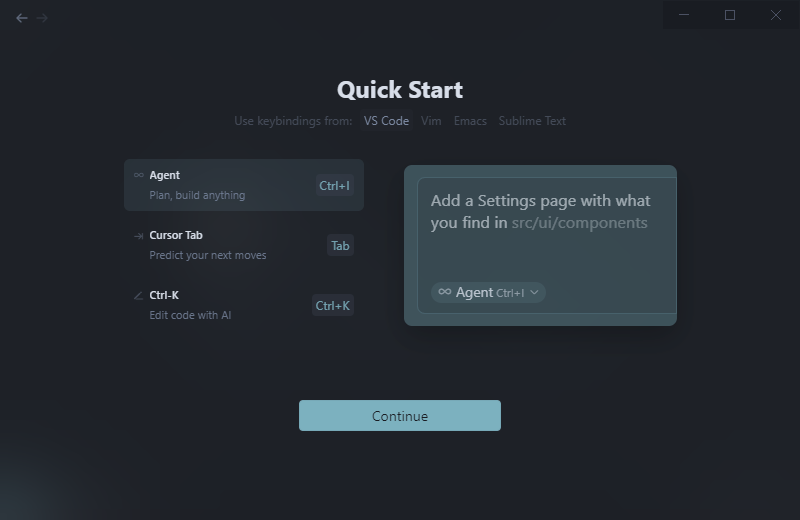 Quick Start
Use keybindings from: VS Code Vim Emacs Sublime Text
Agent
Plan, build anything
Ctrl+I
Cursor Tab
Predict your next moves
Tab
Ctrl-K
Edit code with AI
Ctrl+K
Add a Settings page with what
you find in src/ui/components
Agent Ctrl+I
Continue